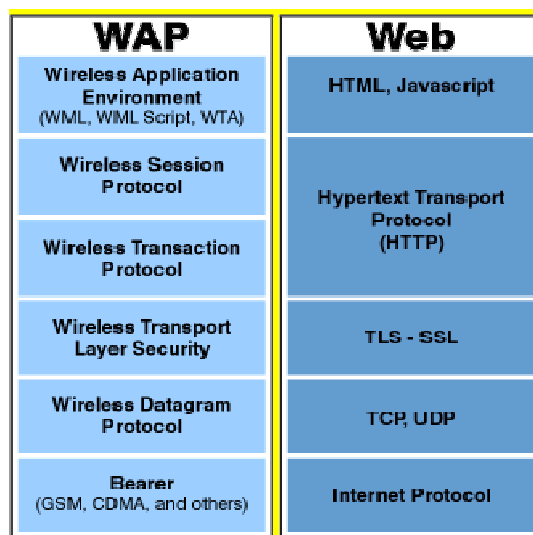 WAP
Wireless Application
Environment
(WML, WML Script, WTA)
Wireless Session
Protocol
Wireless Transaction
Protocol
Wireless Transport
Layer Security
Wireless Datagram
Protocol
Bearer
(GSM, CDMA, and others)
Web
HTML, Javascript
Hypertext Transport
Protocol
(HTTP)
TLS - SSL
TCP, UDP
Internet Protocol